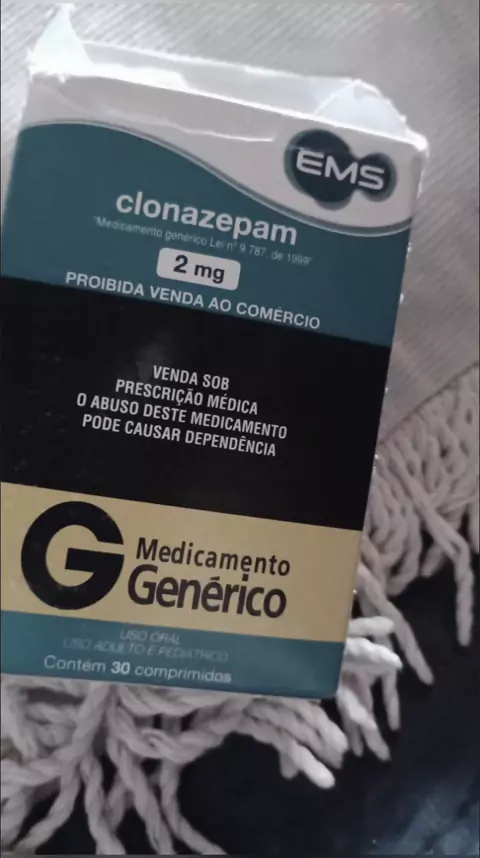 EMS
clonazepam
"Medicamento genérico Lei nº 9.787, de 1999"
2 mg
PROIBIDA VENDA AO COMÉRCIO
VENDA SOB
PRESCRIÇÃO MÉDICA
O ABUSO DESTE MEDICAMENTO
PODE CAUSAR DEPENDÊNCIA
G Medicamento
Genérico
USO ORAL
USO ADULTO E PEDIÁTRICO
Contém 30 comprimidos